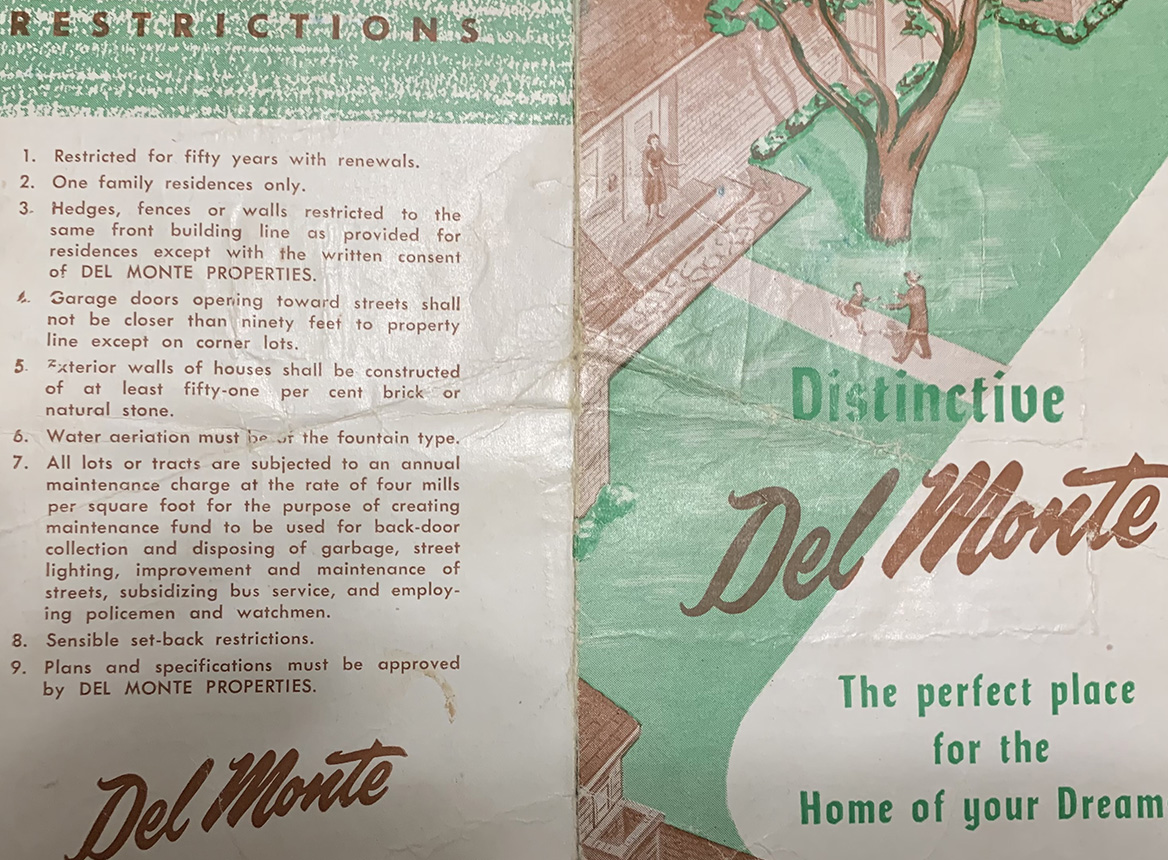 RESTRICTIONS
1. Restricted for fifty years with renewals.
2. One family residences only.
3. Hedges, fences or walls restricted to the
same front building line as provided for
residences except with the written consent
of DEL MONTE PROPERTIES.
4. Garage doors opening toward streets shall
not be closer than ninety feet to property
line except on corner lots.
5. Exterior walls of houses shall be constructed
of at least fifty-one per cent brick or
natural stone.
6. Water aeriation must be of the fountain type.
7. All lots or tracts are subjected to an annual
maintenance charge at the rate of four mills
per square foot for the purpose of creating
maintenance fund to be used for back-door
collection and disposing of garbage, street
lighting, improvement and maintenance of
streets, subsidizing bus service, and employ-
ing policemen and watchmen.
8. Sensible set-back restrictions.
9. Plans and specifications must be approved
by DEL MONTE PROPERTIES.
Del Monte
Distinctive
Del Monte
The perfect place
for the
Home of your Dream